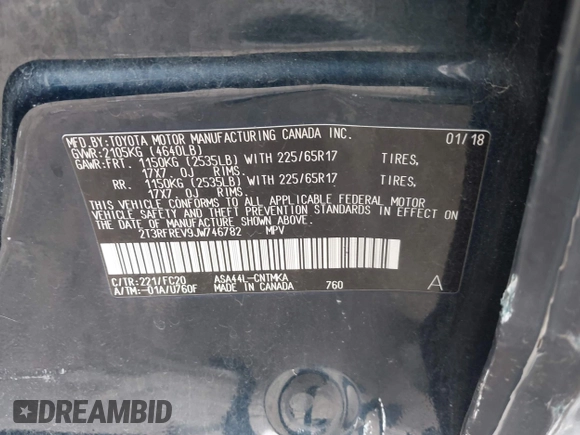 MFD.BY:TOYOTA MOTOR MANUFACTURING CANADA INC. 01/18
GVWR:2105KG (4640LB)
GAWR:FRT. 1150KG (2535LB) WITH 225/65R17 TIRES,
17X7 OJ RIMS.
RR. 1150KG (2535LB) WITH 225/65R17 TIRES,
17X7 OJ RIMS.
THIS VEHICLE CONFORMS TO ALL APPLICABLE FEDERAL MOTOR
VEHICLE SAFETY AND THEFT PREVENTION STANDARDS IN EFFECT ON
THE DATE OF MANUFACTURE SHOWN ABOVE.
2T3RFREV9JW746782 MPV
C/TR:221/FC20 ASA44L-CNTMKA A
A/TM:-01A/U760F MADE IN CANADA 760
DREAMBID